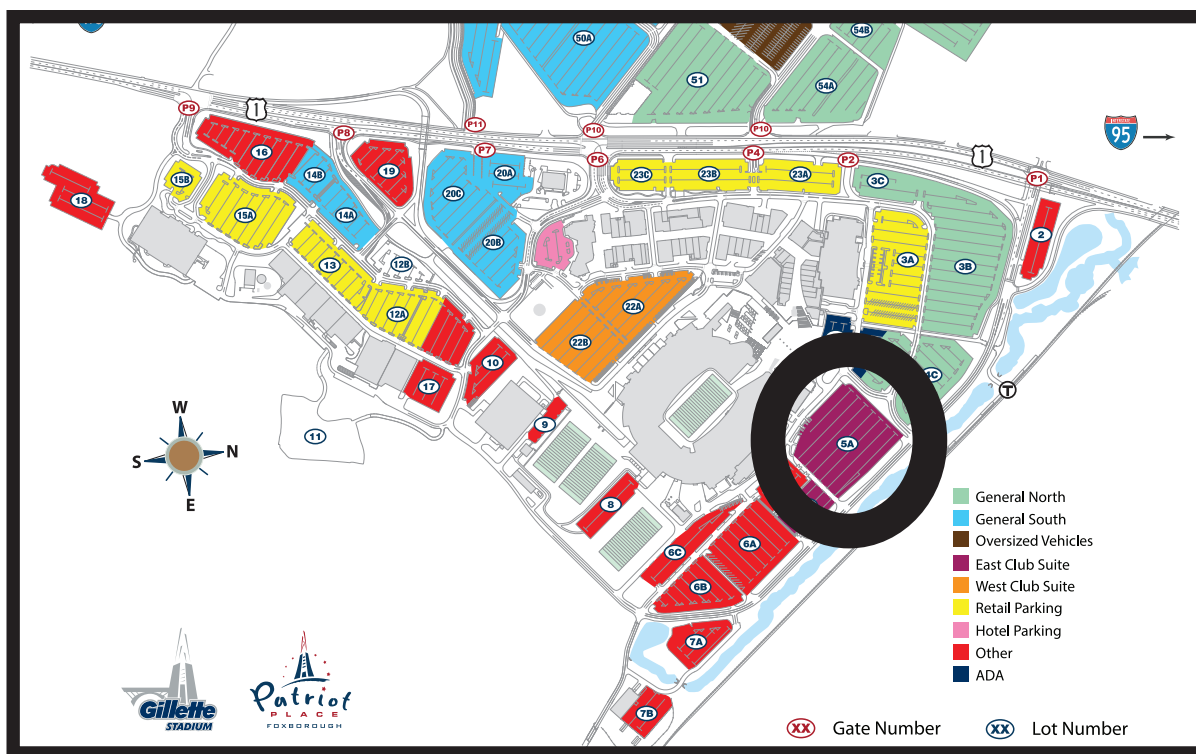 50A
54B
51
54A
P9
1
P11
P10
P10
95
P8
P7
P6
P4
P2
1
P1
16
19
20A
23C
23B
23A
3C
15B
14B
20C
18
15A
14A
20B
2
3A
3B
13
12B
12A
22A
22B
10
17
4C
T
W
S
N
E
11
9
5A
8
6A
6C
6B
7A
7B
General North
General South
Oversized Vehicles
East Club Suite
West Club Suite
Retail Parking
Hotel Parking
Other
ADA
Gillette
STADIUM
Patriot
PLACE
FOXBOROUGH
XX Gate Number
XX Lot Number